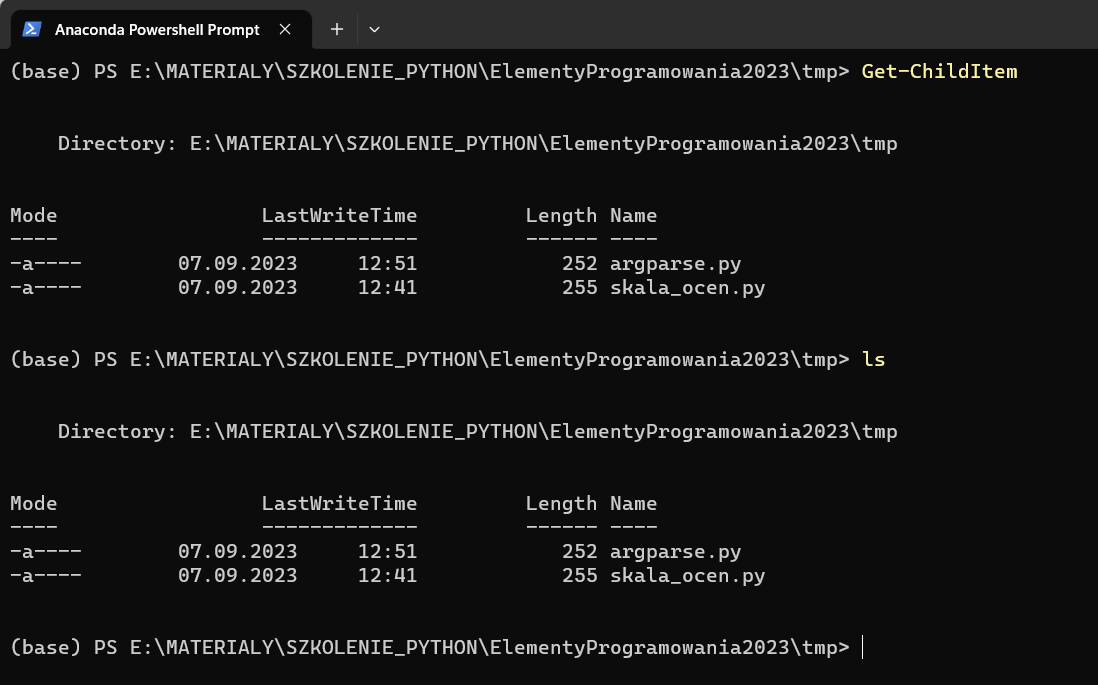 Anaconda Powershell Prompt
(base) PS E:\MATERIALY\SZKOLENIE_PYTHON\ElementyProgramowania2023\tmp> Get-ChildItem
Directory: E:\MATERIALY\SZKOLENIE_PYTHON\ElementyProgramowania2023\tmp
Mode LastWriteTime Length Name
---- ------------- ------ ----
-a---- 07.09.2023 12:51 252 argparse.py
-a---- 07.09.2023 12:41 255 skala_ocen.py
(base) PS E:\MATERIALY\SZKOLENIE_PYTHON\ElementyProgramowania2023\tmp> ls
Directory: E:\MATERIALY\SZKOLENIE_PYTHON\ElementyProgramowania2023\tmp
Mode LastWriteTime Length Name
---- ------------- ------ ----
-a---- 07.09.2023 12:51 252 argparse.py
-a---- 07.09.2023 12:41 255 skala_ocen.py
(base) PS E:\MATERIALY\SZKOLENIE_PYTHON\ElementyProgramowania2023\tmp>